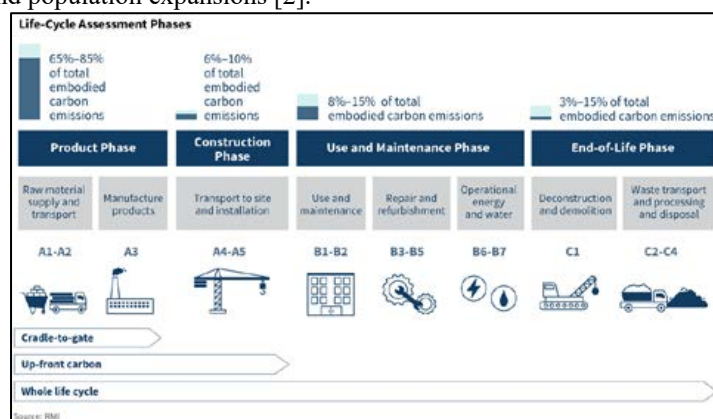 nd population expansions [2].
Life-Cycle Assessment Phases
65%–85%
of total
embodied
carbon
emissions
6%–10%
of total
embodied
carbon
emissions
8%–15% of total
embodied carbon emissions
3%–15% of total
embodied carbon emissions
Product Phase
Construction
Phase
Use and Maintenance Phase
End-of-Life Phase
Raw material
supply and
transport
Manufacture
products
Transport to site
and installation
Use and
maintenance
Repair and
refurbishment
Operational
energy
and water
Deconstruction
and demolition
Waste transport
and processing
and disposal
A1-A2
A3
A4-A5
B1-B2
B3-B5
B6-B7
C1
C2-C4
Cradle-to-gate
Up-front carbon
Whole life cycle
Source: RMI